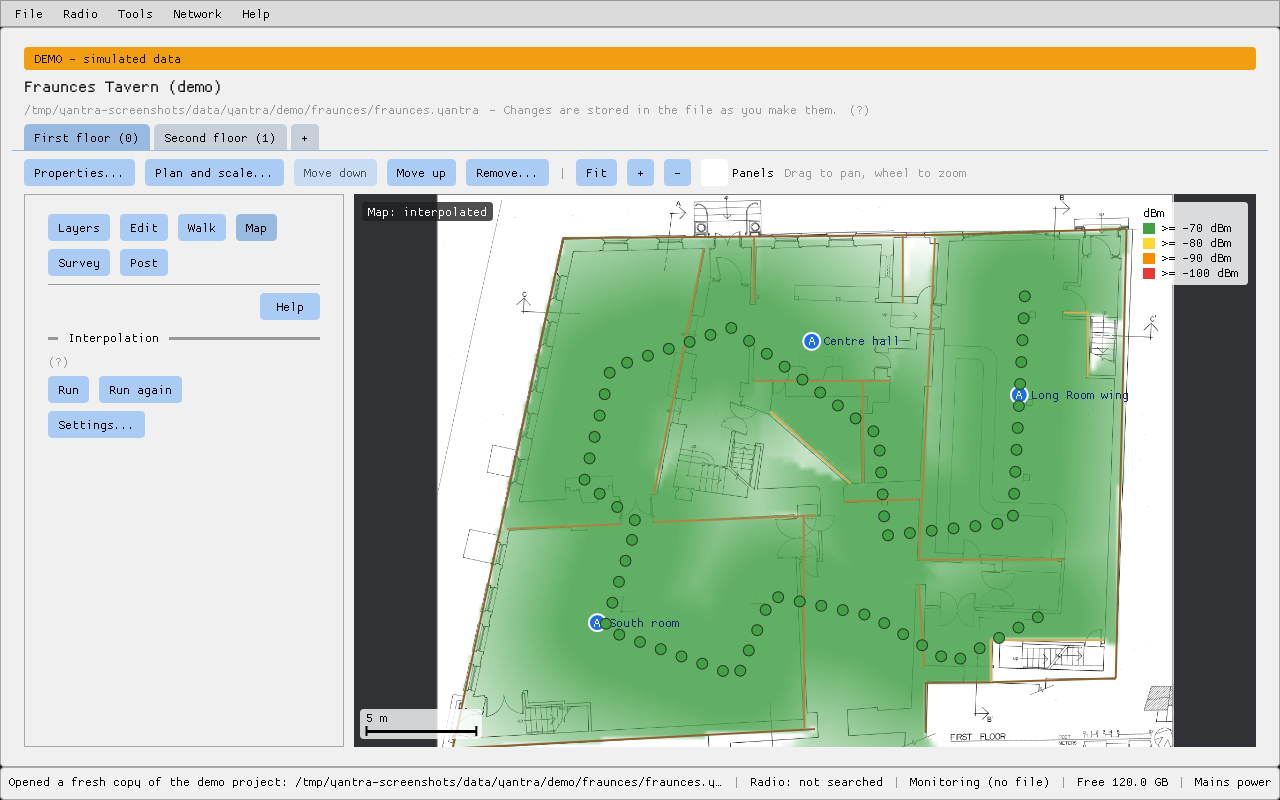 File Radio Tools Network Help
DEMO - simulated data
Fraunces Tavern (demo)
/tmp/yantra-screenshots/data/yantra/demo/fraunces/fraunces.yantra - Changes are stored in the file as you make them. (?)
First floor (0) Second floor (1) +
Properties... Plan and scale... Move down Move up Remove... | Fit + - Panels Drag to pan, wheel to zoom
Layers Edit Walk Map
Survey Post
Help
Interpolation
(?)
Run Run again
Settings...
Map: interpolated
A
B
dBm
>= -70 dBm
>= -80 dBm
>= -90 dBm
>= -100 dBm
C
C'
A Centre hall
A Long Room wing
A South room
5 m
B'
FIRST FLOOR
FEET
METERS
Opened a fresh copy of the demo project: /tmp/yantra-screenshots/data/yantra/demo/fraunces/fraunces.y… | Radio: not searched | Monitoring (no file) | Free 120.0 GB | Mains power